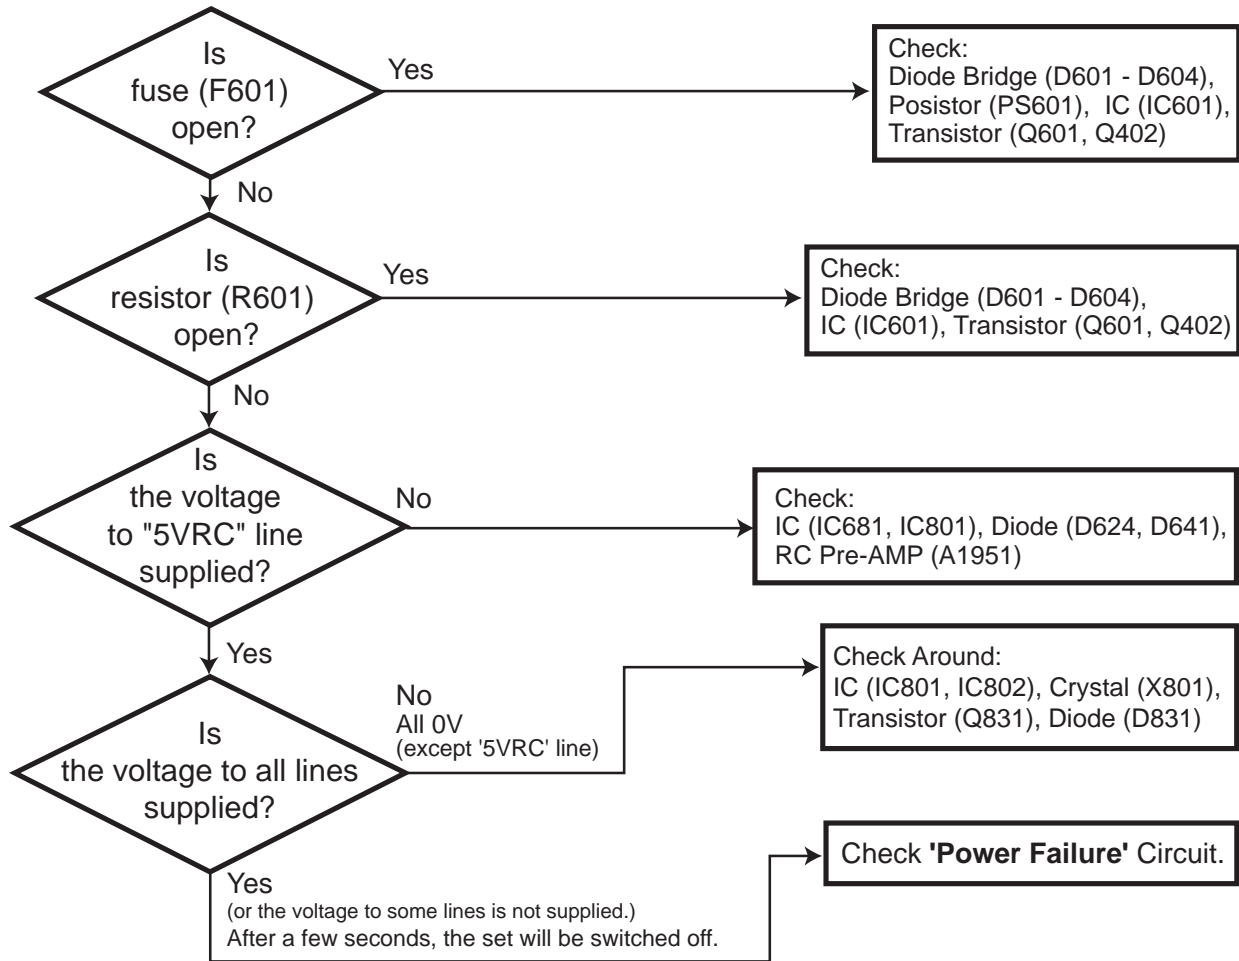 Is
fuse (F601)
open?
Yes
Check:
Diode Bridge (D601 - D604),
Posistor (PS601), IC (IC601),
Transistor (Q601, Q402)
No
Is
resistor (R601)
open?
Yes
Check:
Diode Bridge (D601 - D604),
IC (IC601), Transistor (Q601, Q402)
No
Is
the voltage
to "5VRC" line
supplied?
No
Check:
IC (IC681, IC801), Diode (D624, D641),
RC Pre-AMP (A1951)
Yes
Is
the voltage to all lines
supplied?
No
All 0V
(except '5VRC' line)
Check Around:
IC (IC801, IC802), Crystal (X801),
Transistor (Q831), Diode (D831)
Yes
(or the voltage to some lines is not supplied.)
After a few seconds, the set will be switched off.
Check 'Power Failure' Circuit.